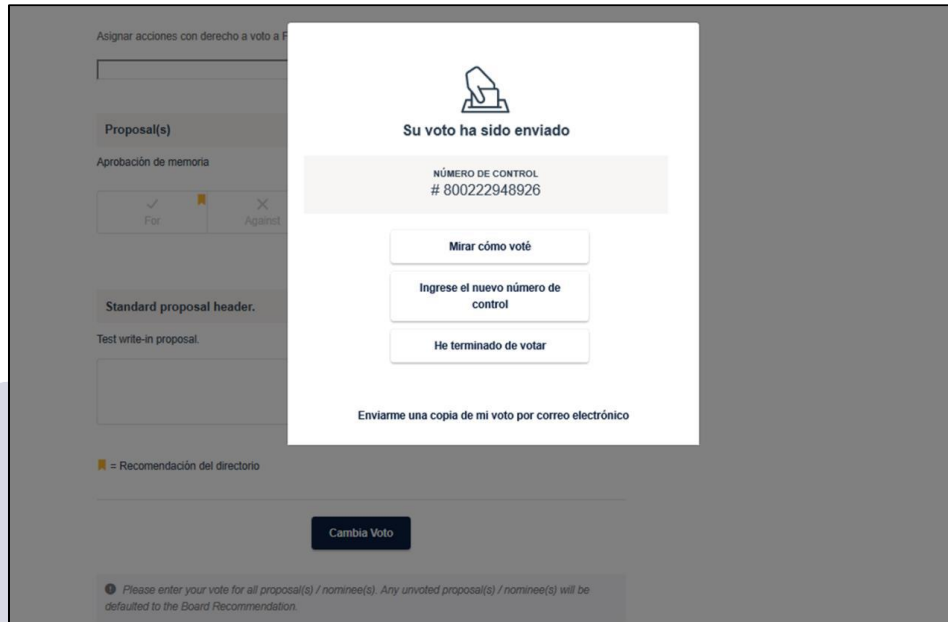 Asignar acciones con derecho a voto a
Proposal(s)
Aprobación de memoria
For
Against
Standard proposal header.
Test write-in proposal.
= Recomendación del directorio
Cambia Voto
Please enter your vote for all proposal(s) / nominee(s). Any unvoted proposal(s) / nominee(s) will be
defaulted to the Board Recommendation.
Su voto ha sido enviado
NÚMERO DE CONTROL
# 800222948926
Mirar cómo voté
Ingrese el nuevo número de
control
He terminado de votar
Enviarme una copia de mi voto por correo electrónico